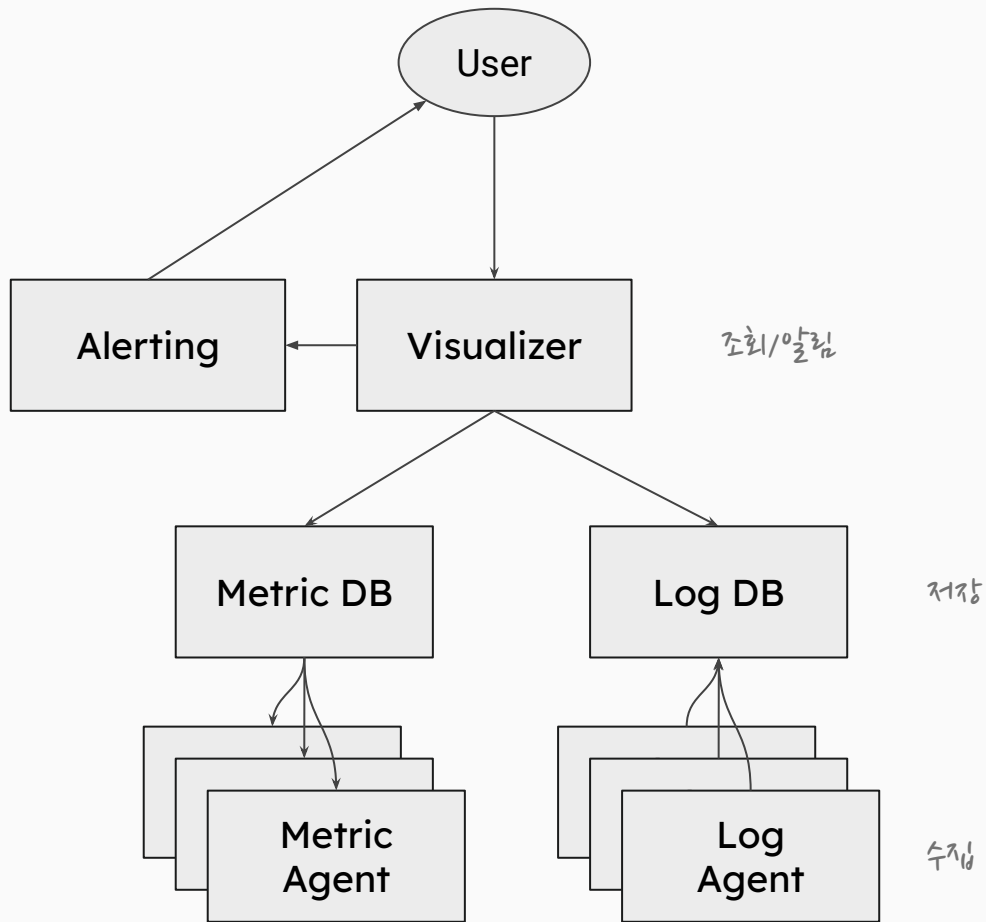 User
Alerting
Visualizer
조회/알림
Metric DB
Log DB
저장
Metric
Agent
Log
Agent
수집